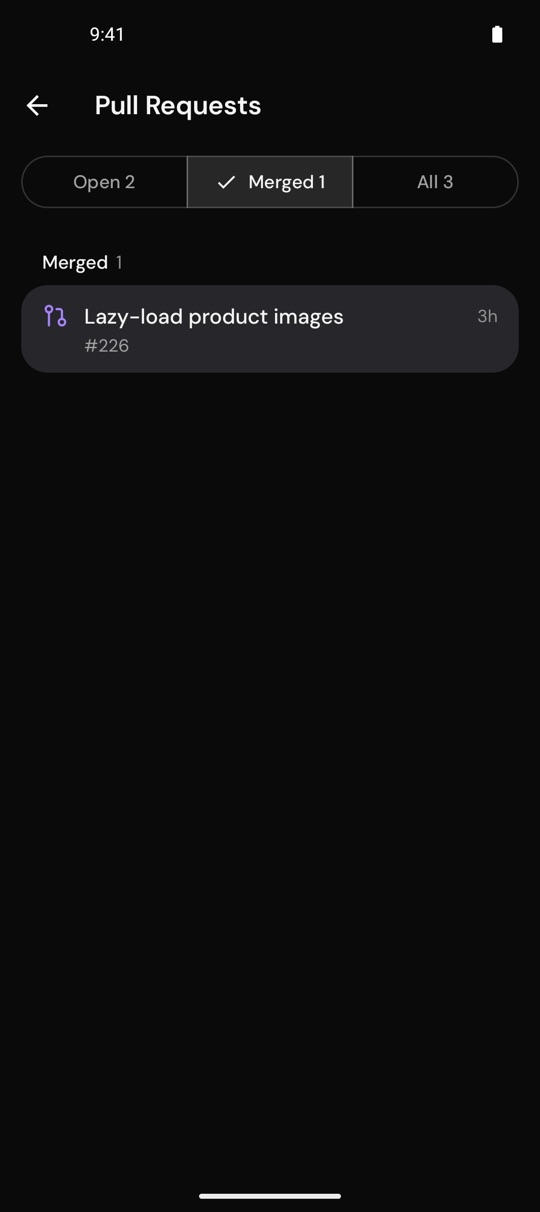 9:41
Pull Requests
Open 2
Merged 1
All 3
Merged 1
Lazy-load product images 3h
#226